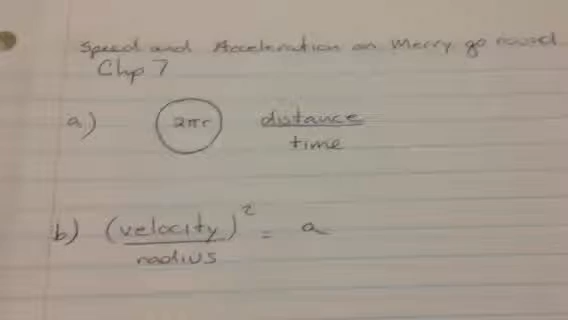 Speed and Acceleration on Merry go round
Chp 7
a) 2πr distance
time
b) (velocity)² = a
radius